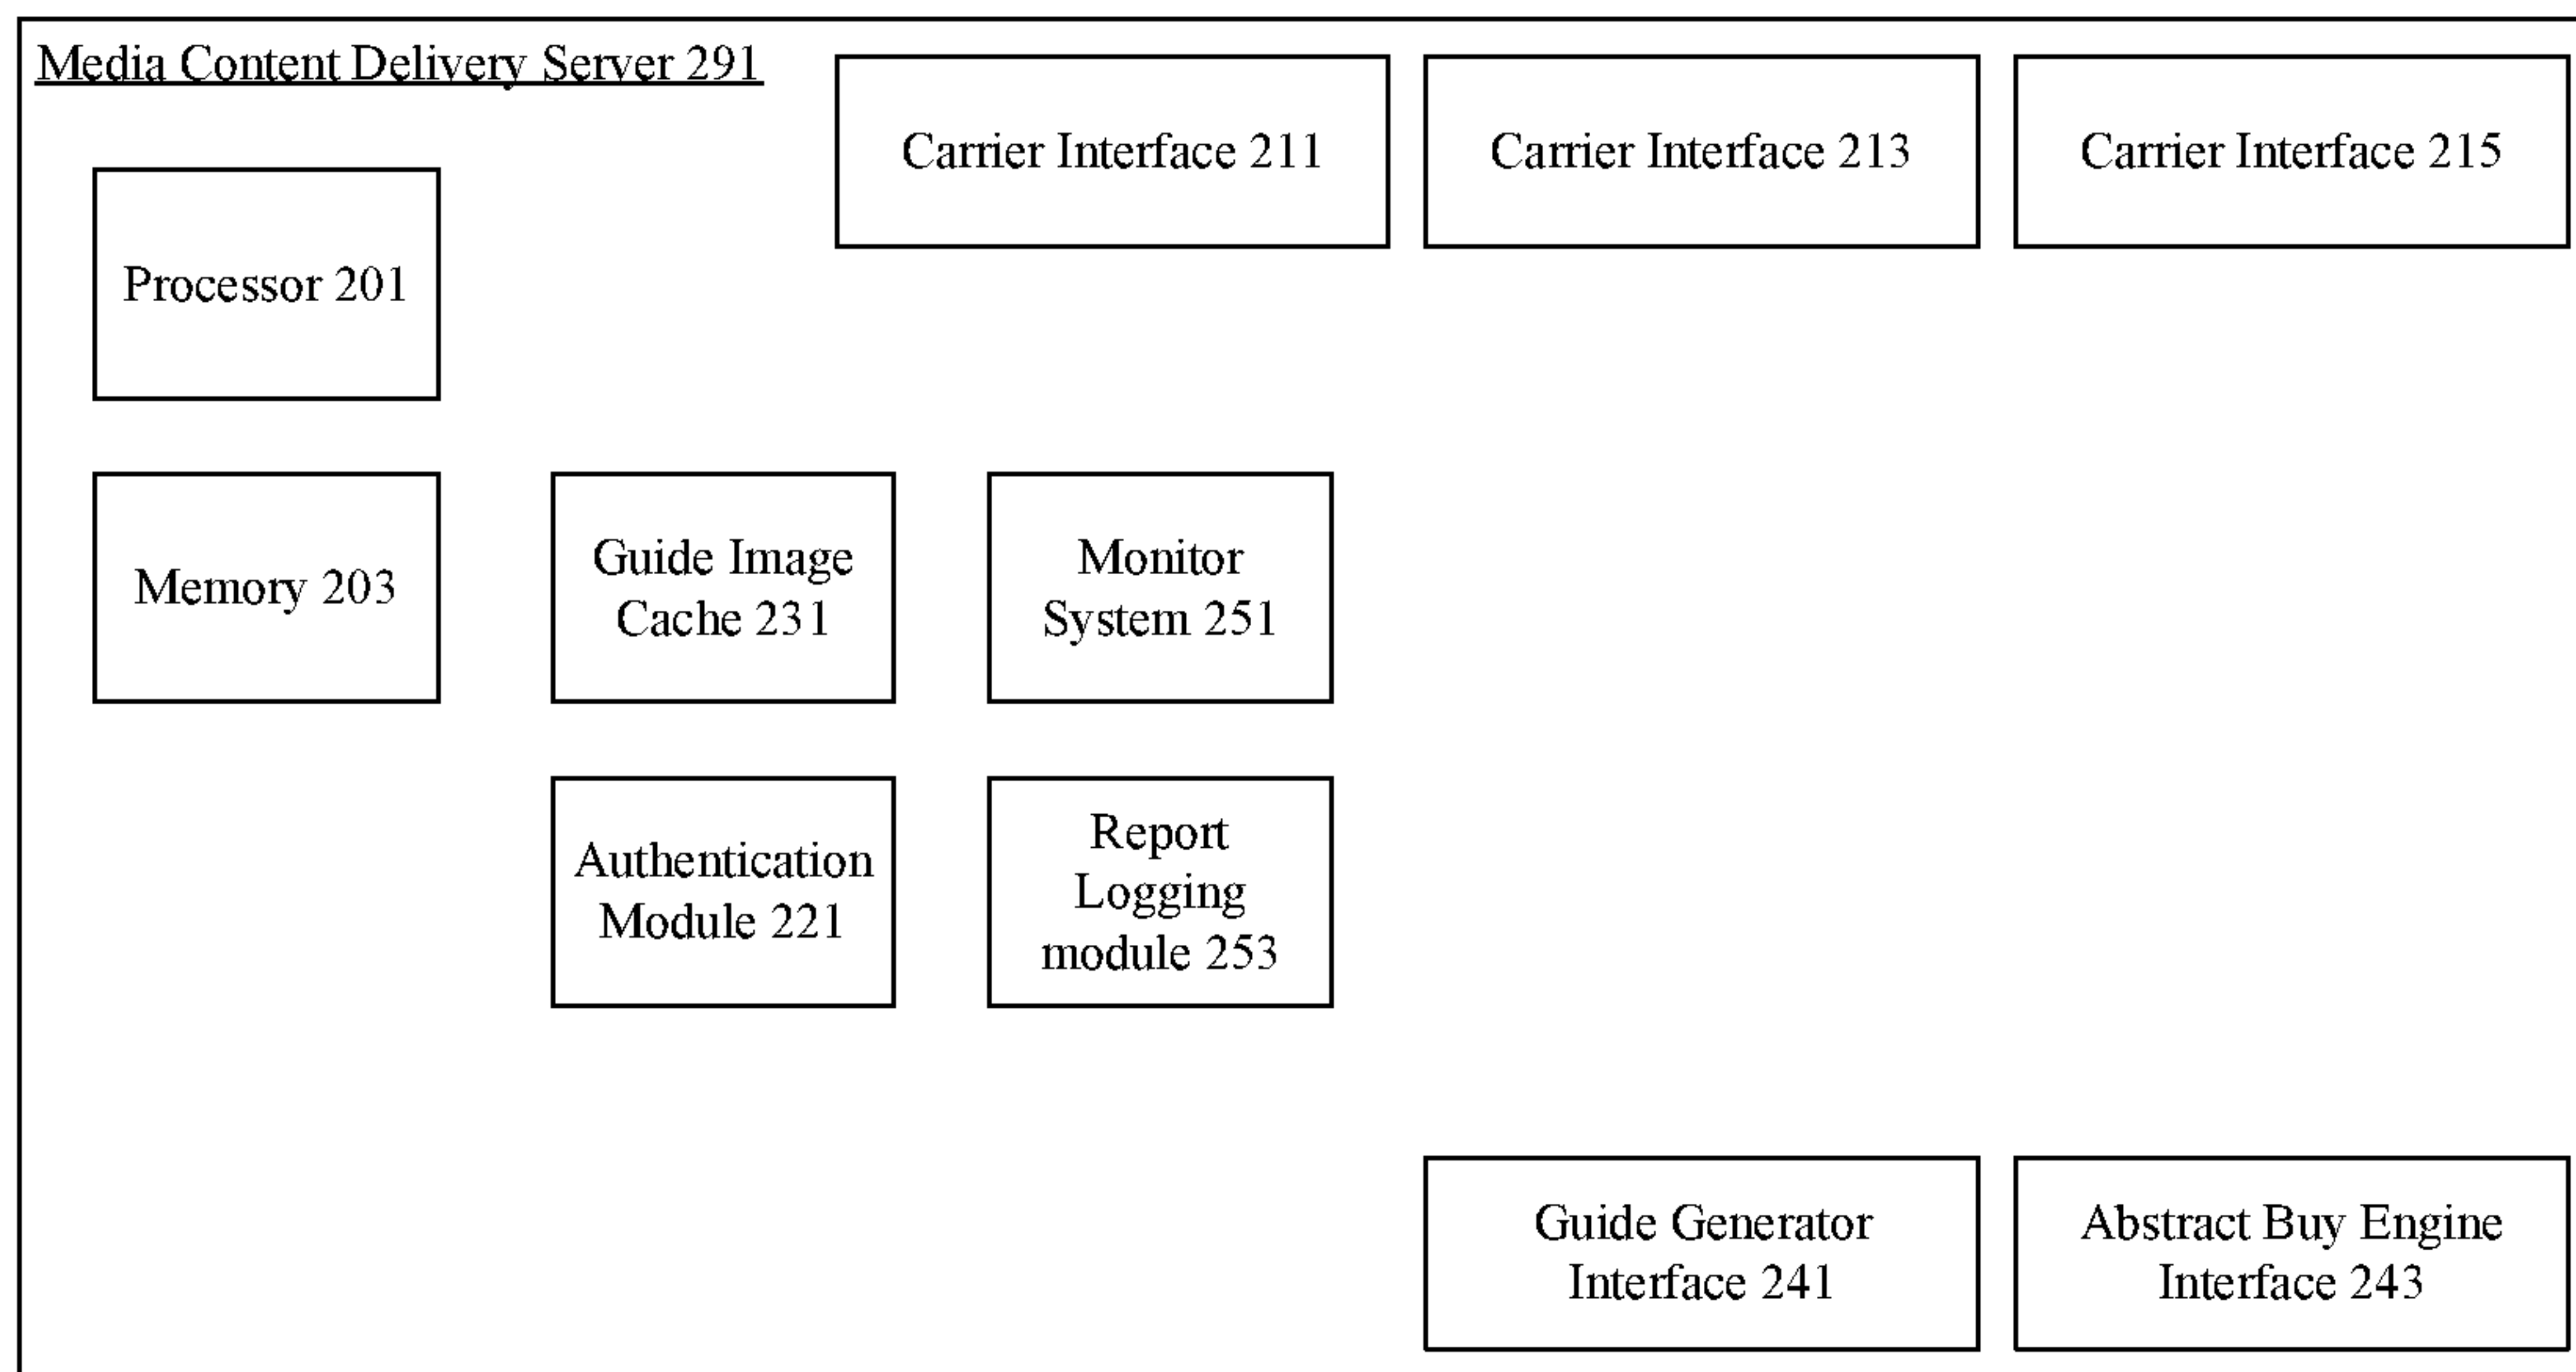 Media Content Delivery Server 291
Carrier Interface 211
Carrier Interface 213
Carrier Interface 215
Processor 201
Memory 203
Guide Image
Cache 231
Monitor
System 251
Authentication
Module 221
Report
Logging
module 253
Guide Generator
Interface 241
Abstract Buy Engine
Interface 243